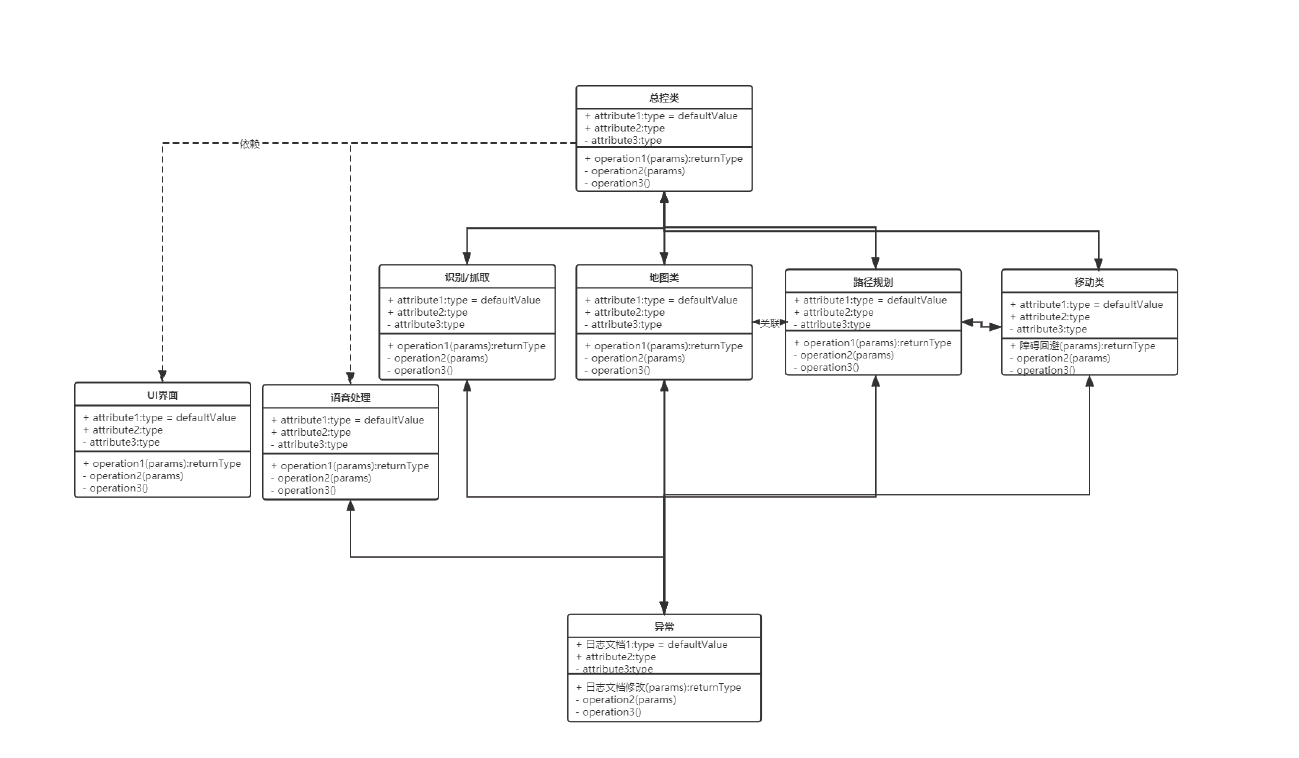 总控类
+ attribute1:type = defaultValue
+ attribute2:type
- attribute3:type
+ operation1(params):returnType
- operation2(params)
- operation3()
依赖
识别/抓取
+ attribute1:type = defaultValue
+ attribute2:type
- attribute3:type
+ operation1(params):returnType
- operation2(params)
- operation3()
地图类
+ attribute1:type = defaultValue
+ attribute2:type
- attribute3:type
+ operation1(params):returnType
- operation2(params)
- operation3()
关联
路径规划
+ attribute1:type = defaultValue
+ attribute2:type
- attribute3:type
+ operation1(params):returnType
- operation2(params)
- operation3()
移动类
+ attribute1:type = defaultValue
+ attribute2:type
- attribute3:type
+ 障碍回避(params):returnType
- operation2(params)
- operation3()
UI界面
+ attribute1:type = defaultValue
+ attribute2:type
- attribute3:type
+ operation1(params):returnType
- operation2(params)
- operation3()
语音处理
+ attribute1:type = defaultValue
+ attribute2:type
- attribute3:type
+ operation1(params):returnType
- operation2(params)
- operation3()
异常
+ 日志文档1:type = defaultValue
+ attribute2:type
- attribute3:type
+ 日志文档修改(params):returnType
- operation2(params)
- operation3()